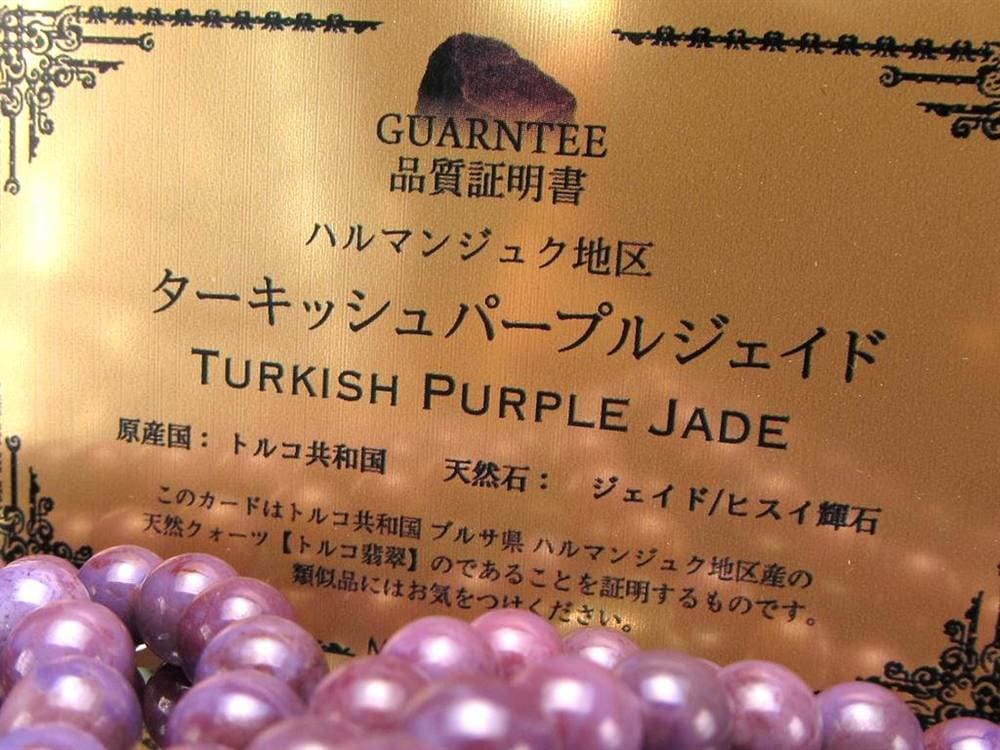 GUARNTEE
品質証明書
ハルマンジュク地区
ターキッシュパープルジェイド
TURKISH PURPLE JADE
原産国： トルコ共和国 天然石： ジェイド/ヒスイ輝石
このカードはトルコ共和国 ブルサ県 ハルマンジュク地区産の
天然クォーツ【トルコ翡翠】のであることを証明するものです。
類似品にはお気をつけください。